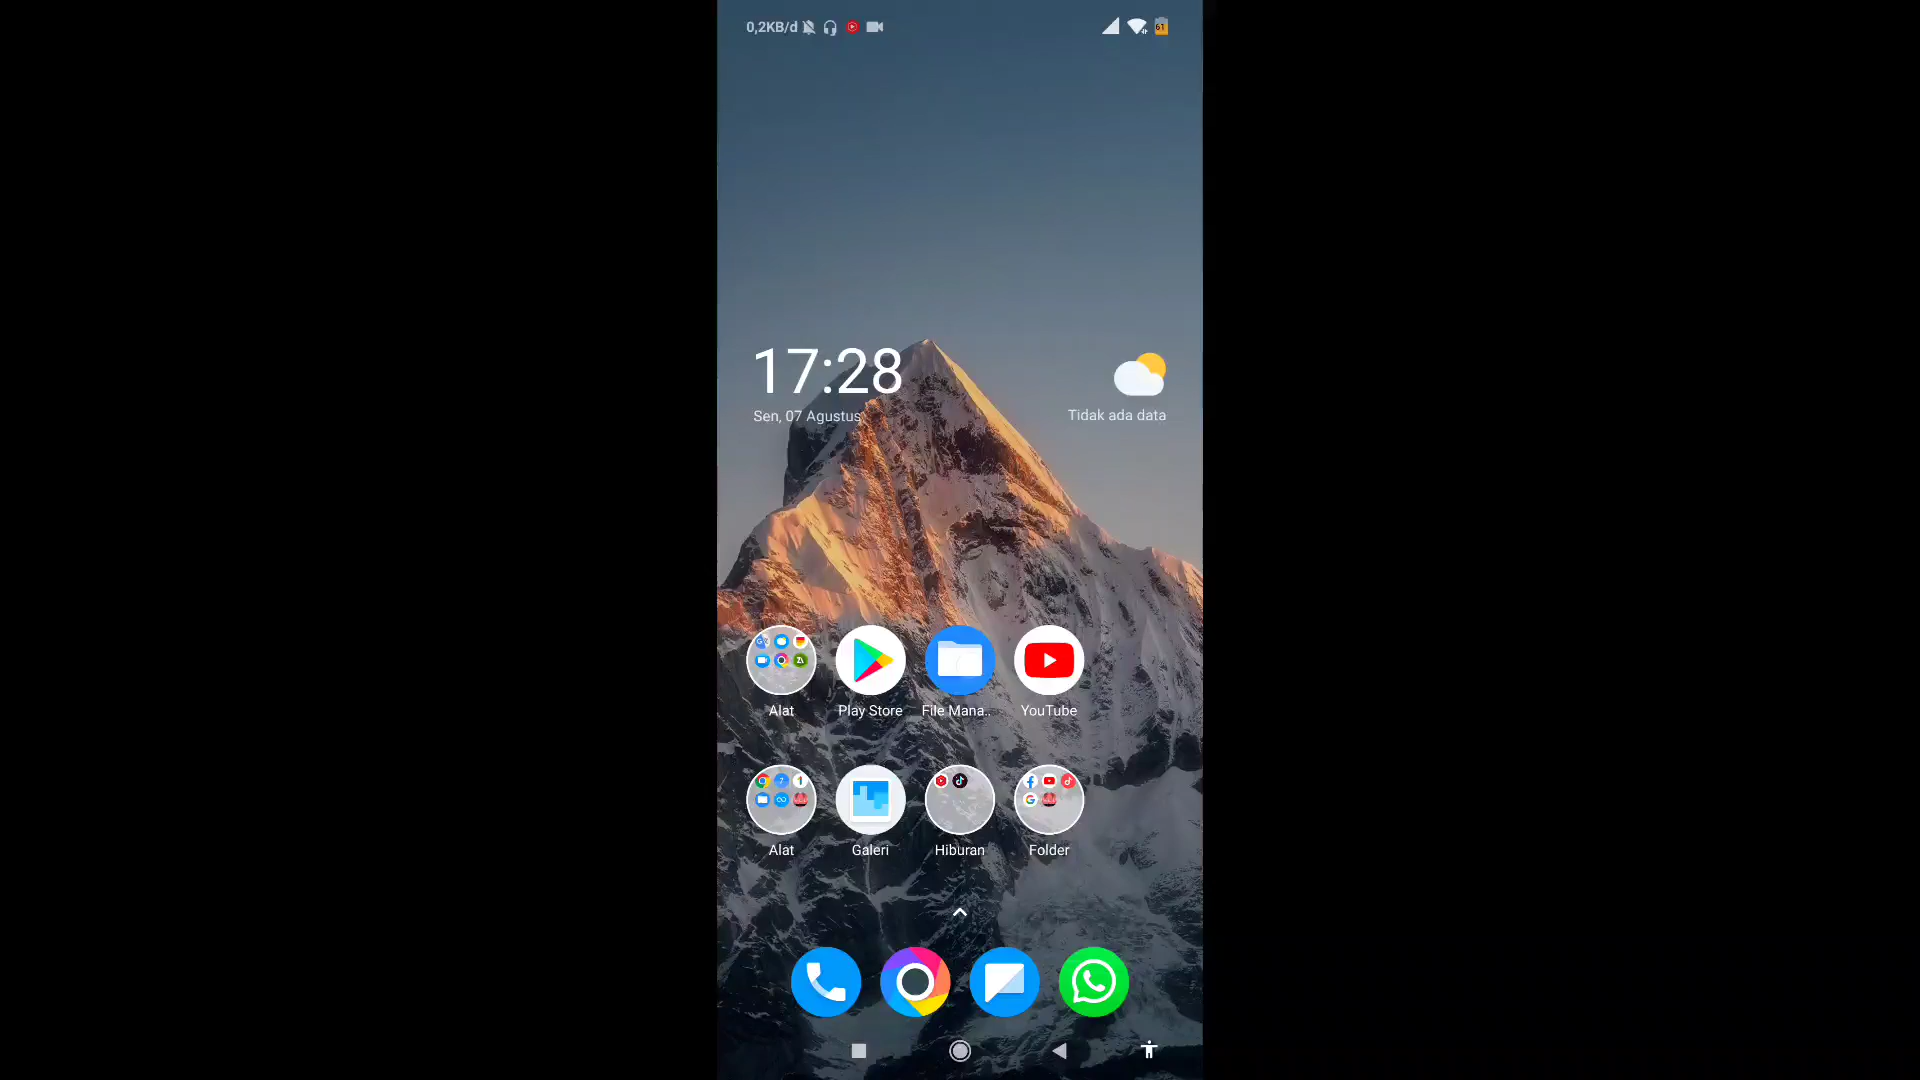 0,2KB/d
61
17:28
Sen, 07 Agustus
Tidak ada data
Alat
Play Store
File Mana..
YouTube
Alat
Galeri
Hiburan
Folder